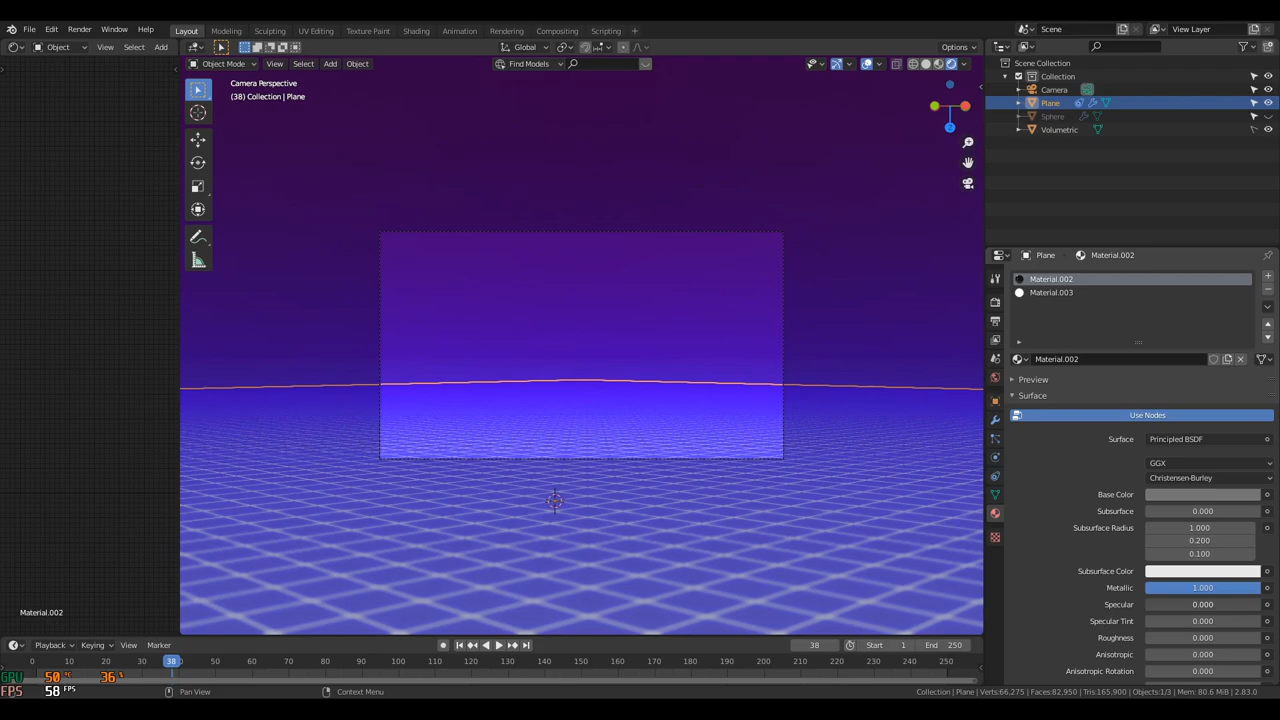 File Edit Render Window Help
Layout Modeling Sculpting UV Editing Texture Paint Shading Animation Rendering Compositing Scripting +
Scene View Layer
Object View Select Add Global Options
Object Mode View Select Add Object Find Models
Camera Perspective
(38) Collection | Plane
Scene Collection
Collection
Camera
Plane
Sphere
Volumetric
Plane Material.002
Material.002
Material.003
Material.002
Preview
Surface
Use Nodes
Surface Principled BSDF
GGX
Christensen-Burley
Base Color
Subsurface 0.000
Subsurface Radius 1.000
0.200
0.100
Subsurface Color
Metallic 1.000
Specular 0.000
Specular Tint 0.000
Roughness 0.000
Anisotropic 0.000
Anisotropic Rotation 0.000
Material.002
Playback Keying View Marker 38 Start 1 End 250
0 10 20 30 38 50 60 70 80 90 100 110 120 130 140 150 160 170 180 190 200 210 220 230 240 250
GPU 50 °C 36 %
FPS 58 FPS
Pan View Context Menu Collection | Plane | Verts:66,275 | Faces:82,950 | Tris:165,900 | Objects:1/3 | Mem: 80.6 MiB | 2.83.0